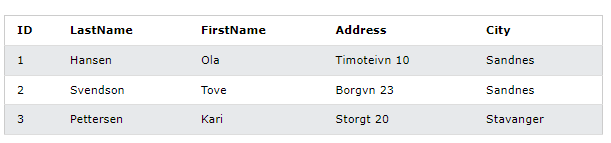 ID LastName FirstName Address City
1 Hansen Ola Timoteivn 10 Sandnes
2 Svendson Tove Borgvn 23 Sandnes
3 Pettersen Kari Storgt 20 Stavanger